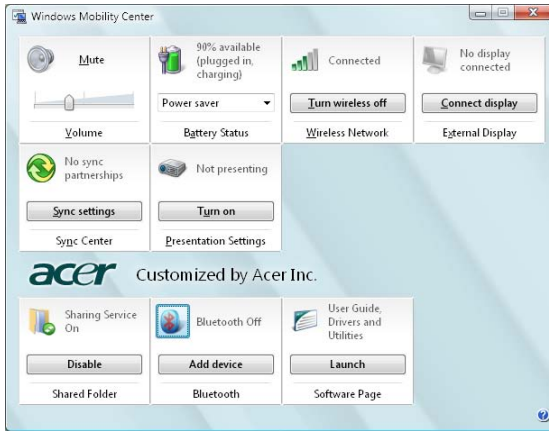 Windows Mobility Center
Mute
Volume
90% available
(plugged in,
charging)
Power saver
Battery Status
Connected
Turn wireless off
Wireless Network
No display
connected
Connect display
External Display
No sync
partnerships
Sync settings
Sync Center
Not presenting
Turn on
Presentation Settings
acer Customized by Acer Inc.
Sharing Service
On
Disable
Shared Folder
Bluetooth Off
Add device
Bluetooth
User Guide,
Drivers and
Utilities
Launch
Software Page